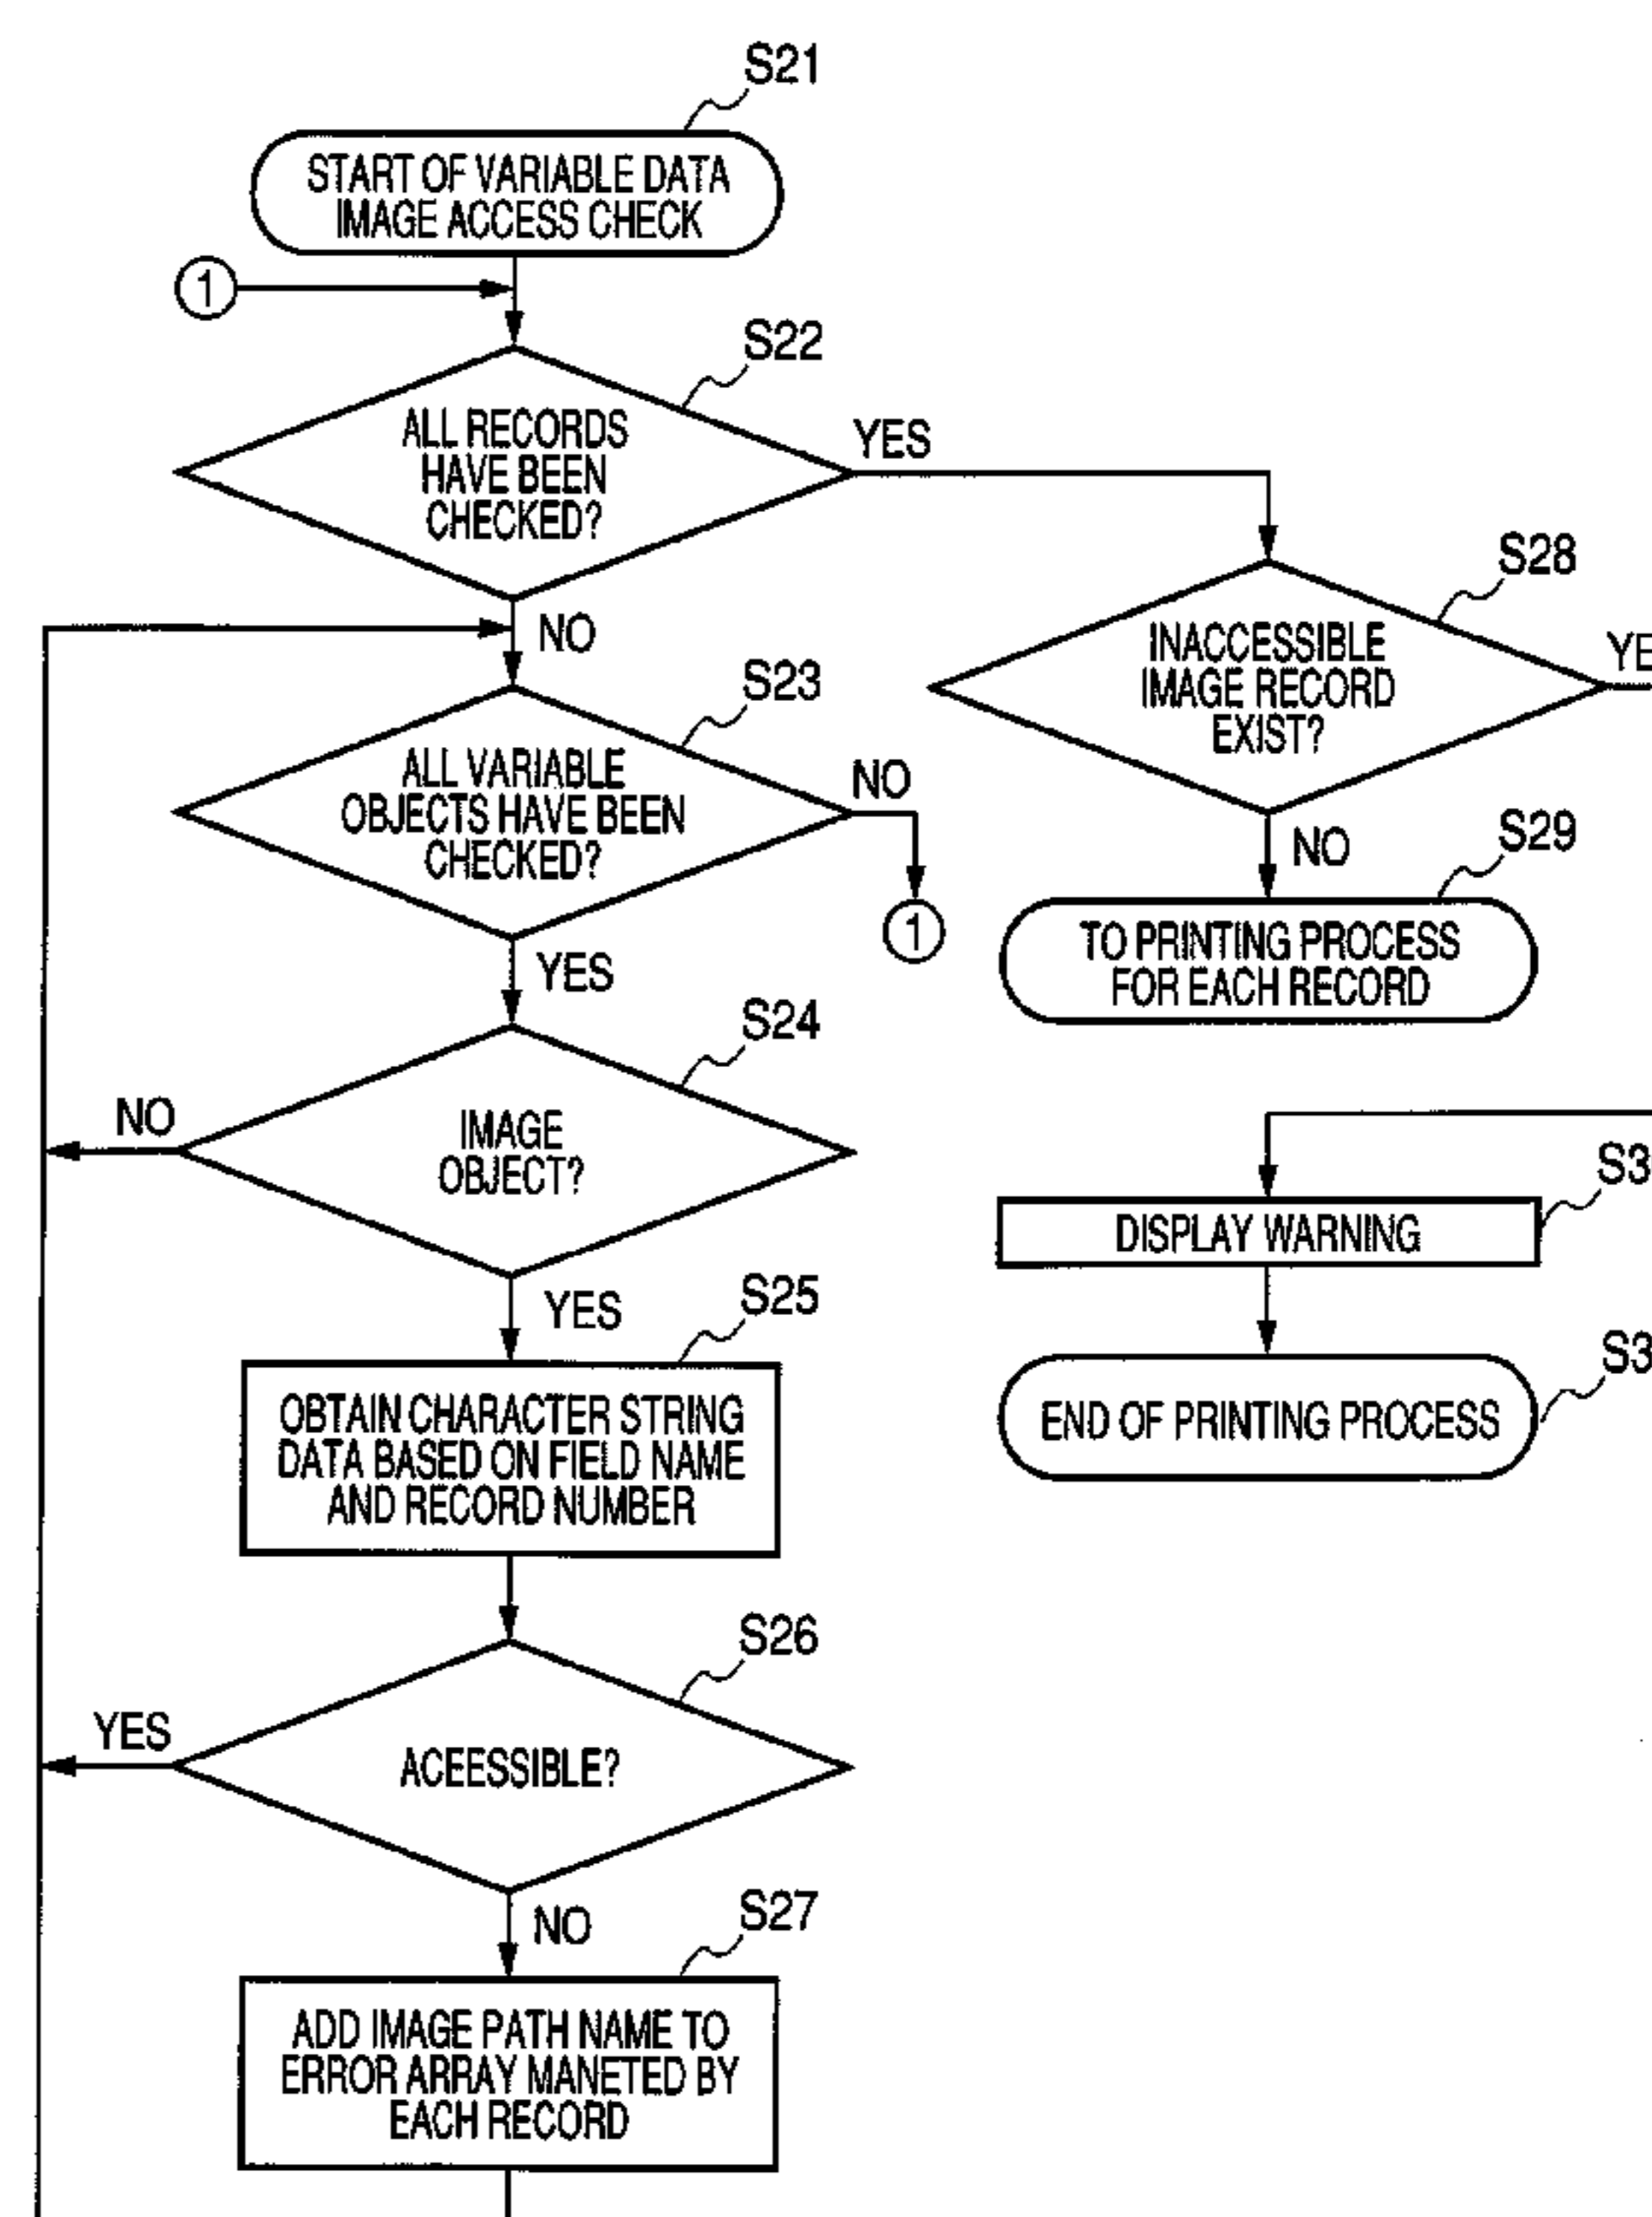 S21
START OF VARIABLE DATA
IMAGE ACCESS CHECK
1
S22
ALL RECORDS
HAVE BEEN
CHECKED?
YES
NO
S28
INACCESSIBLE
IMAGE RECORD
EXIST?
YE
S23
ALL VARIABLE
OBJECTS HAVE BEEN
CHECKED?
NO
1
YES
NO
S29
TO PRINTING PROCESS
FOR EACH RECORD
S24
IMAGE
OBJECT?
NO
YES
S3
DISPLAY WARNING
S3
END OF PRINTING PROCESS
S25
OBTAIN CHARACTER STRING
DATA BASED ON FIELD NAME
AND RECORD NUMBER
S26
ACEESSIBLE?
YES
NO
S27
ADD IMAGE PATH NAME TO
ERROR ARRAY MANETED BY
EACH RECORD